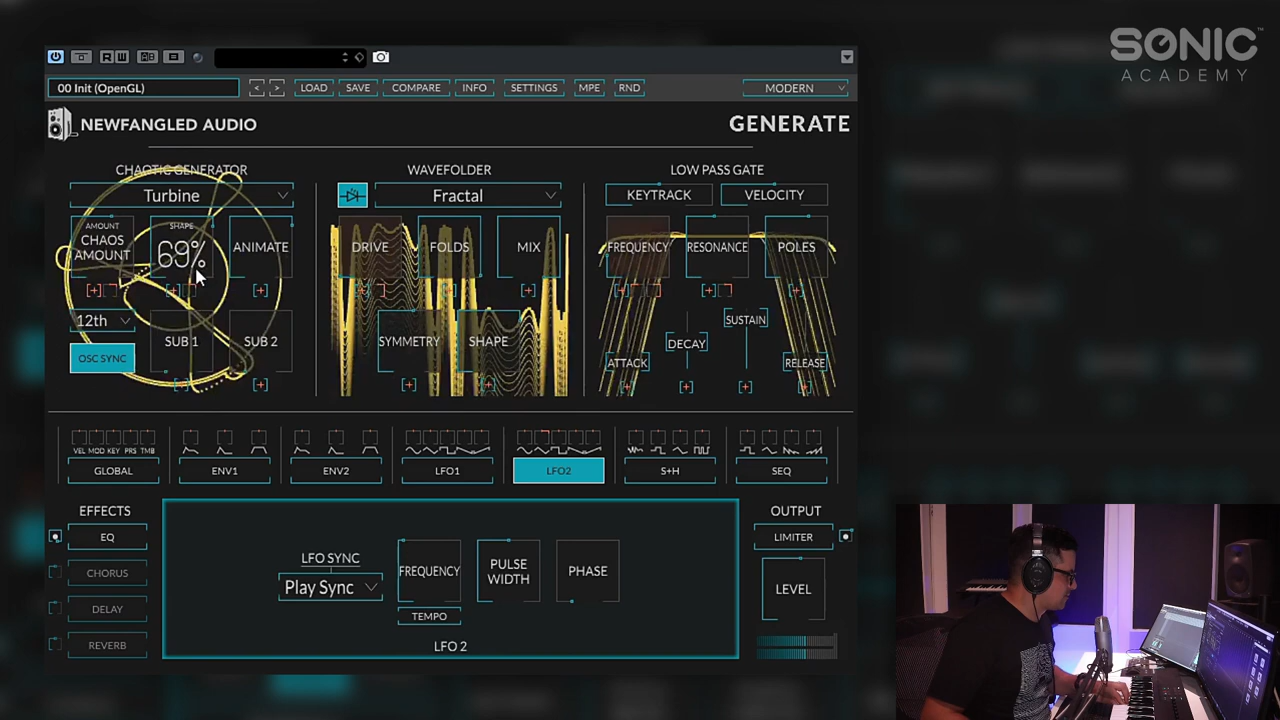 SONIC
ACADEMY
00 Init (OpenGL)
<
>
LOAD
SAVE
COMPARE
INFO
SETTINGS
MPE
RND
MODERN
NEWFANGLED AUDIO
GENERATE
CHAOTIC GENERATOR
Turbine
AMOUNT
CHAOS
AMOUNT
SHAPE
69%
ANIMATE
12th
OSC SYNC
SUB 1
SUB 2
WAVEFOLDER
Fractal
DRIVE
FOLDS
MIX
SYMMETRY
SHAPE
LOW PASS GATE
KEYTRACK
VELOCITY
FREQUENCY
RESONANCE
POLES
ATTACK
DECAY
SUSTAIN
RELEASE
VEL MOD KEY PRS TMB
GLOBAL
ENV1
ENV2
LFO1
LFO2
S+H
SEQ
EFFECTS
EQ
CHORUS
DELAY
REVERB
LFO SYNC
Play Sync
FREQUENCY
TEMPO
PULSE
WIDTH
PHASE
LFO 2
OUTPUT
LIMITER
LEVEL